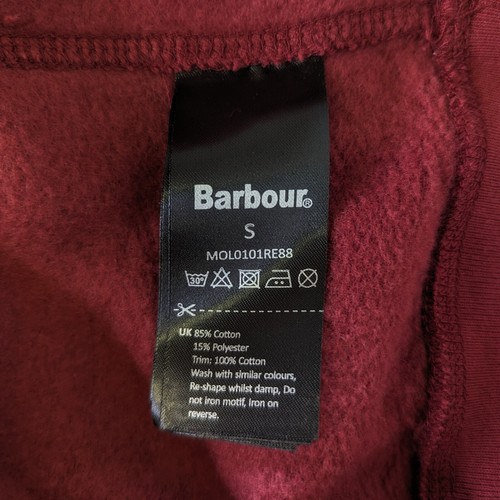 Barbour®
S
MOL0101RE88
30°
UK 85% Cotton
15% Polyester
Trim: 100% Cotton
Wash with similar colours,
Re-shape whilst damp, Do
not iron motif, Iron on
reverse.